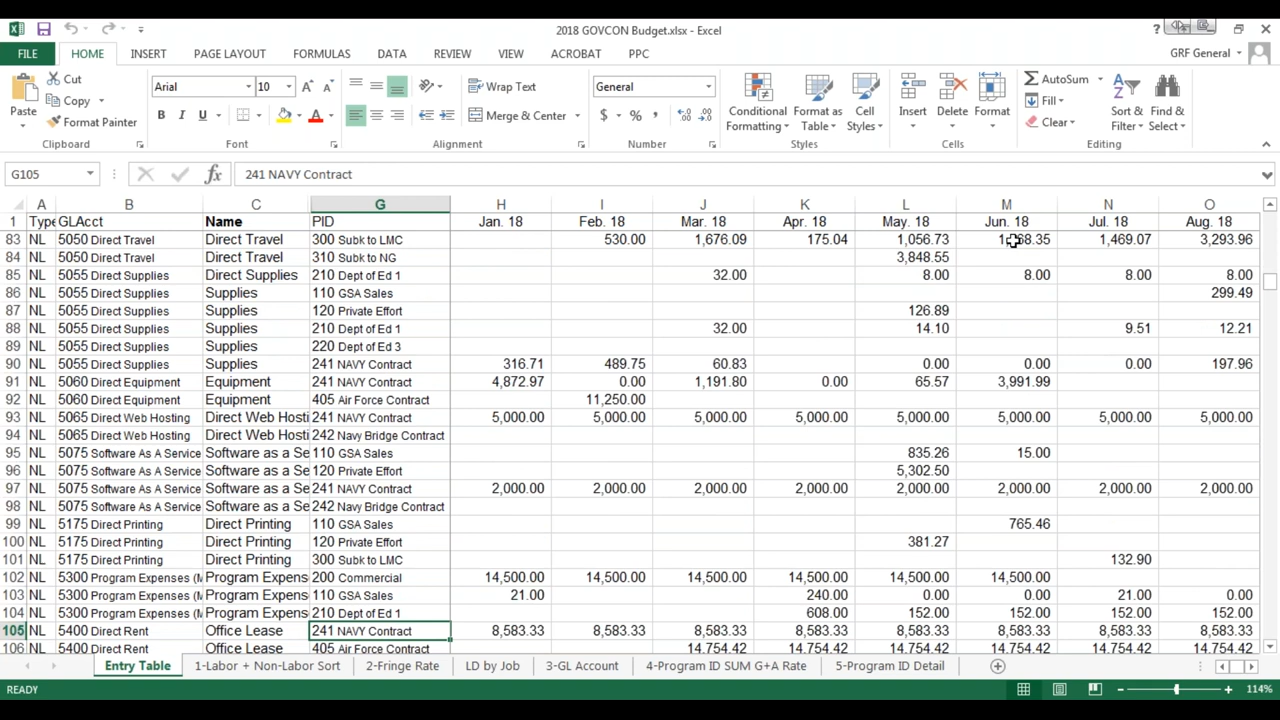 2018 GOVCON Budget.xlsx - Excel
FILE HOME INSERT PAGE LAYOUT FORMULAS DATA REVIEW VIEW ACROBAT PPC GRF General
Cut
Copy
Format Painter
Paste
Clipboard
Arial 10
B I U
Font
Wrap Text
Merge & Center
Alignment
General
$ % ,
Number
Conditional Formatting
Format as Table
Cell Styles
Styles
Insert Delete Format
Cells
AutoSum
Fill
Clear
Sort & Filter
Find & Select
Editing
G105 fx 241 NAVY Contract
A B C G H I J K L M N O
1 Type GLAcct Name PID Jan. 18 Feb. 18 Mar. 18 Apr. 18 May. 18 Jun. 18 Jul. 18 Aug. 18
83 NL 5050 Direct Travel Direct Travel 300 Subk to LMC 530.00 1,676.09 175.04 1,056.73 1,469.07 3,293.96
84 NL 5050 Direct Travel Direct Travel 310 Subk to NG 3,848.55
85 NL 5055 Direct Supplies Direct Supplies 210 Dept of Ed 1 32.00 8.00 8.00 8.00 8.00
86 NL 5055 Direct Supplies Supplies 110 GSA Sales 299.49
87 NL 5055 Direct Supplies Supplies 120 Private Effort 126.89
88 NL 5055 Direct Supplies Supplies 210 Dept of Ed 1 32.00 14.10 9.51 12.21
89 NL 5055 Direct Supplies Supplies 220 Dept of Ed 3
90 NL 5055 Direct Supplies Supplies 241 NAVY Contract 316.71 489.75 60.83 0.00 0.00 0.00 197.96
91 NL 5060 Direct Equipment Equipment 241 NAVY Contract 4,872.97 0.00 1,191.80 0.00 65.57 3,991.99
92 NL 5060 Direct Equipment Equipment 405 Air Force Contract 11,250.00
93 NL 5065 Direct Web Hosting Direct Web Hosti 241 NAVY Contract 5,000.00 5,000.00 5,000.00 5,000.00 5,000.00 5,000.00 5,000.00 5,000.00
94 NL 5065 Direct Web Hosting Direct Web Hosti 242 Navy Bridge Contract
95 NL 5075 Software As A Service Software as a Se 110 GSA Sales 835.26 15.00
96 NL 5075 Software As A Service Software as a Se 120 Private Effort 5,302.50
97 NL 5075 Software As A Service Software as a Se 241 NAVY Contract 2,000.00 2,000.00 2,000.00 2,000.00 2,000.00 2,000.00 2,000.00 2,000.00
98 NL 5075 Software As A Service Software as a Se 242 Navy Bridge Contract
99 NL 5175 Direct Printing Direct Printing 110 GSA Sales 765.46
100 NL 5175 Direct Printing Direct Printing 120 Private Effort 381.27
101 NL 5175 Direct Printing Direct Printing 300 Subk to LMC 132.90
102 NL 5300 Program Expenses (M Program Expens 200 Commercial 14,500.00 14,500.00 14,500.00 14,500.00 14,500.00 14,500.00
103 NL 5300 Program Expenses (M Program Expens 110 GSA Sales 21.00 240.00 0.00 0.00 21.00 0.00
104 NL 5300 Program Expenses (M Program Expens 210 Dept of Ed 1 608.00 152.00 152.00 152.00 152.00
105 NL 5400 Direct Rent Office Lease 241 NAVY Contract 8,583.33 8,583.33 8,583.33 8,583.33 8,583.33 8,583.33 8,583.33 8,583.33
106 NL 5400 Direct Rent Office Lease 405 Air Force Contract 14,754.42 14,754.42 14,754.42 14,754.42 14,754.42 14,754.42
Entry Table 1-Labor + Non-Labor Sort 2-Fringe Rate LD by Job 3-GL Account 4-Program ID SUM G+A Rate 5-Program ID Detail
READY 114%